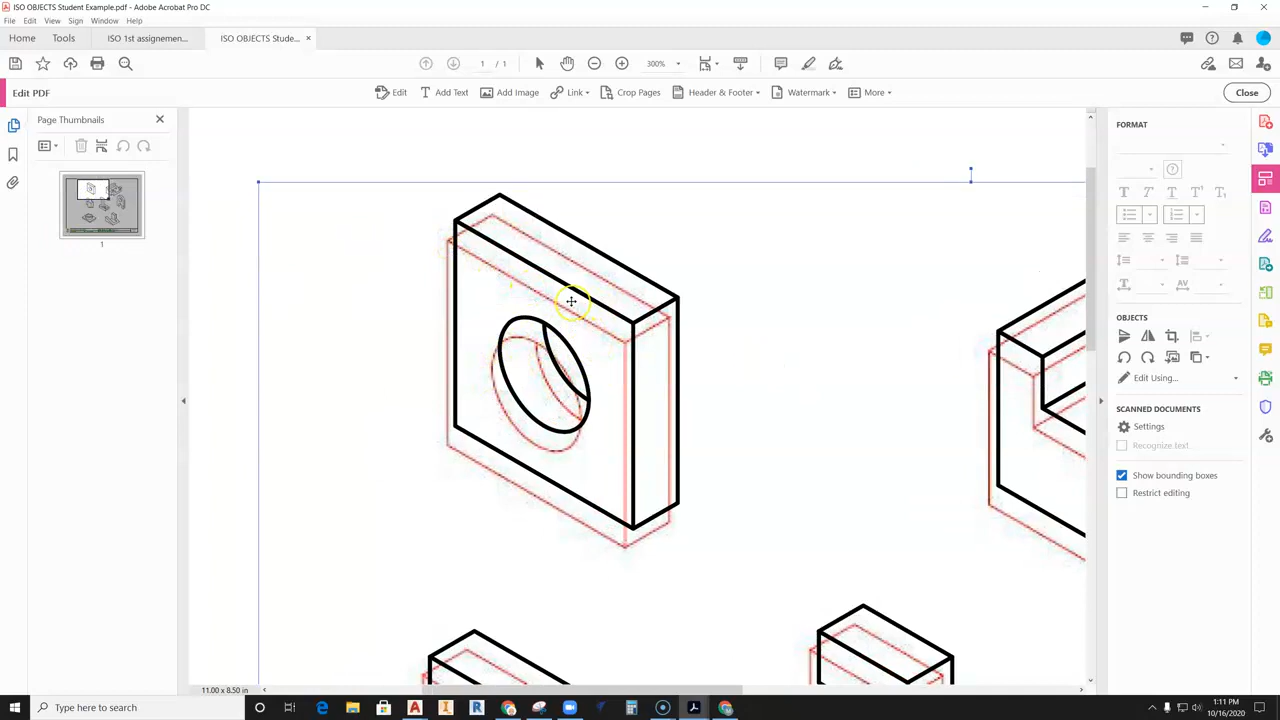 ISO OBJECTS Student Example.pdf - Adobe Acrobat Pro DC
File Edit View Sign Window Help
Home Tools ISO 1st assignemen... ISO OBJECTS Stude... ×
1 / 1 300%
Edit PDF Edit Add Text Add Image Link Crop Pages Header & Footer Watermark More Close
Page Thumbnails
1
FORMAT
OBJECTS
Edit Using...
SCANNED DOCUMENTS
Settings
Recognize text
Show bounding boxes
Restrict editing
11.00 x 8.50 in
Type here to search
1:11 PM
10/16/2020